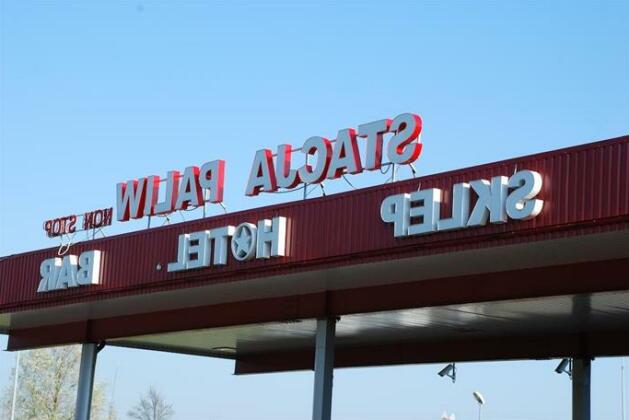 STACJA PALIW NON STOP
SKLEP HOTEL BAR